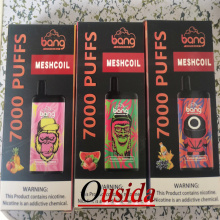 bang
MESHCOIL
7000 PUFFS
WARNING:
This Product contains nicotine.
Nicotine is an addictive chemical.
bang
MESHCOIL
7000 PUFFS
WARNING:
This Product contains nicotine.
Nicotine is an addictive chemical.
bang
MESHCOIL
7000 PUFFS
WARNING:
This Product contains nicotine.
Nicotine is an addictive chemical.
Ousida